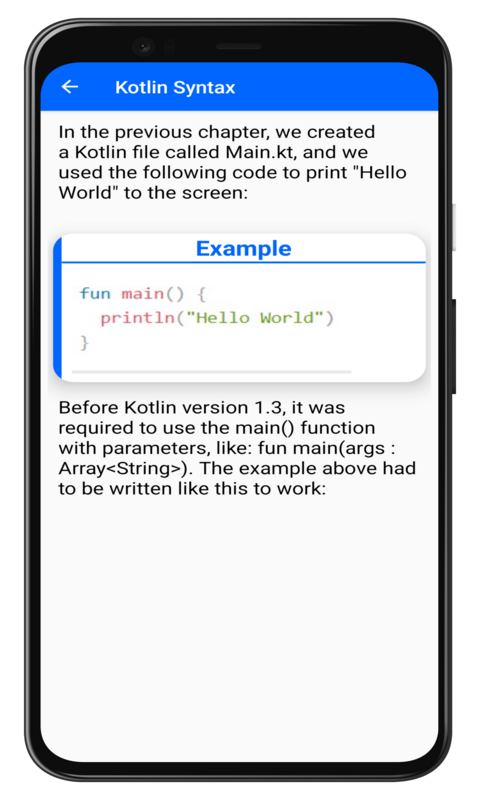 Kotlin Syntax
In the previous chapter, we created
a Kotlin file called Main.kt, and we
used the following code to print "Hello
World" to the screen:
Example
fun main() {
println("Hello World")
}
Before Kotlin version 1.3, it was
required to use the main() function
with parameters, like: fun main(args :
Array<String>). The example above had
to be written like this to work: